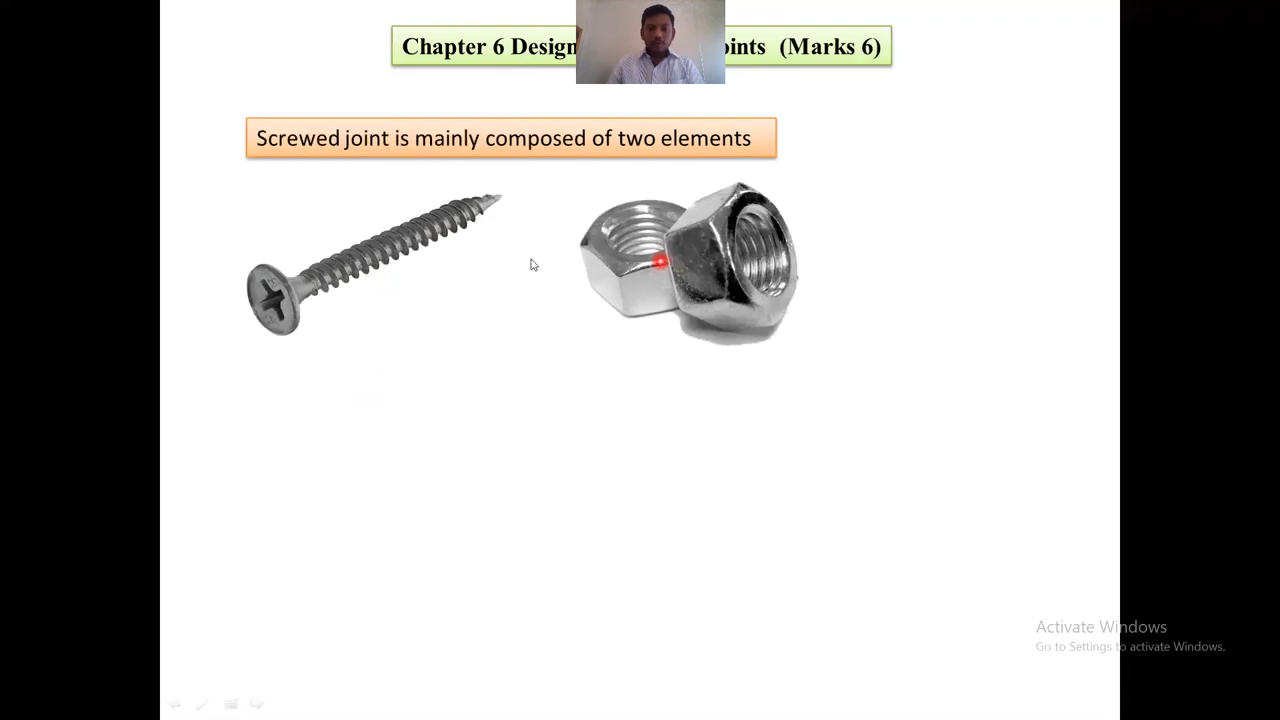 Chapter 6 Design oints (Marks 6)
Screwed joint is mainly composed of two elements
Activate Windows
Go to Settings to activate Windows.